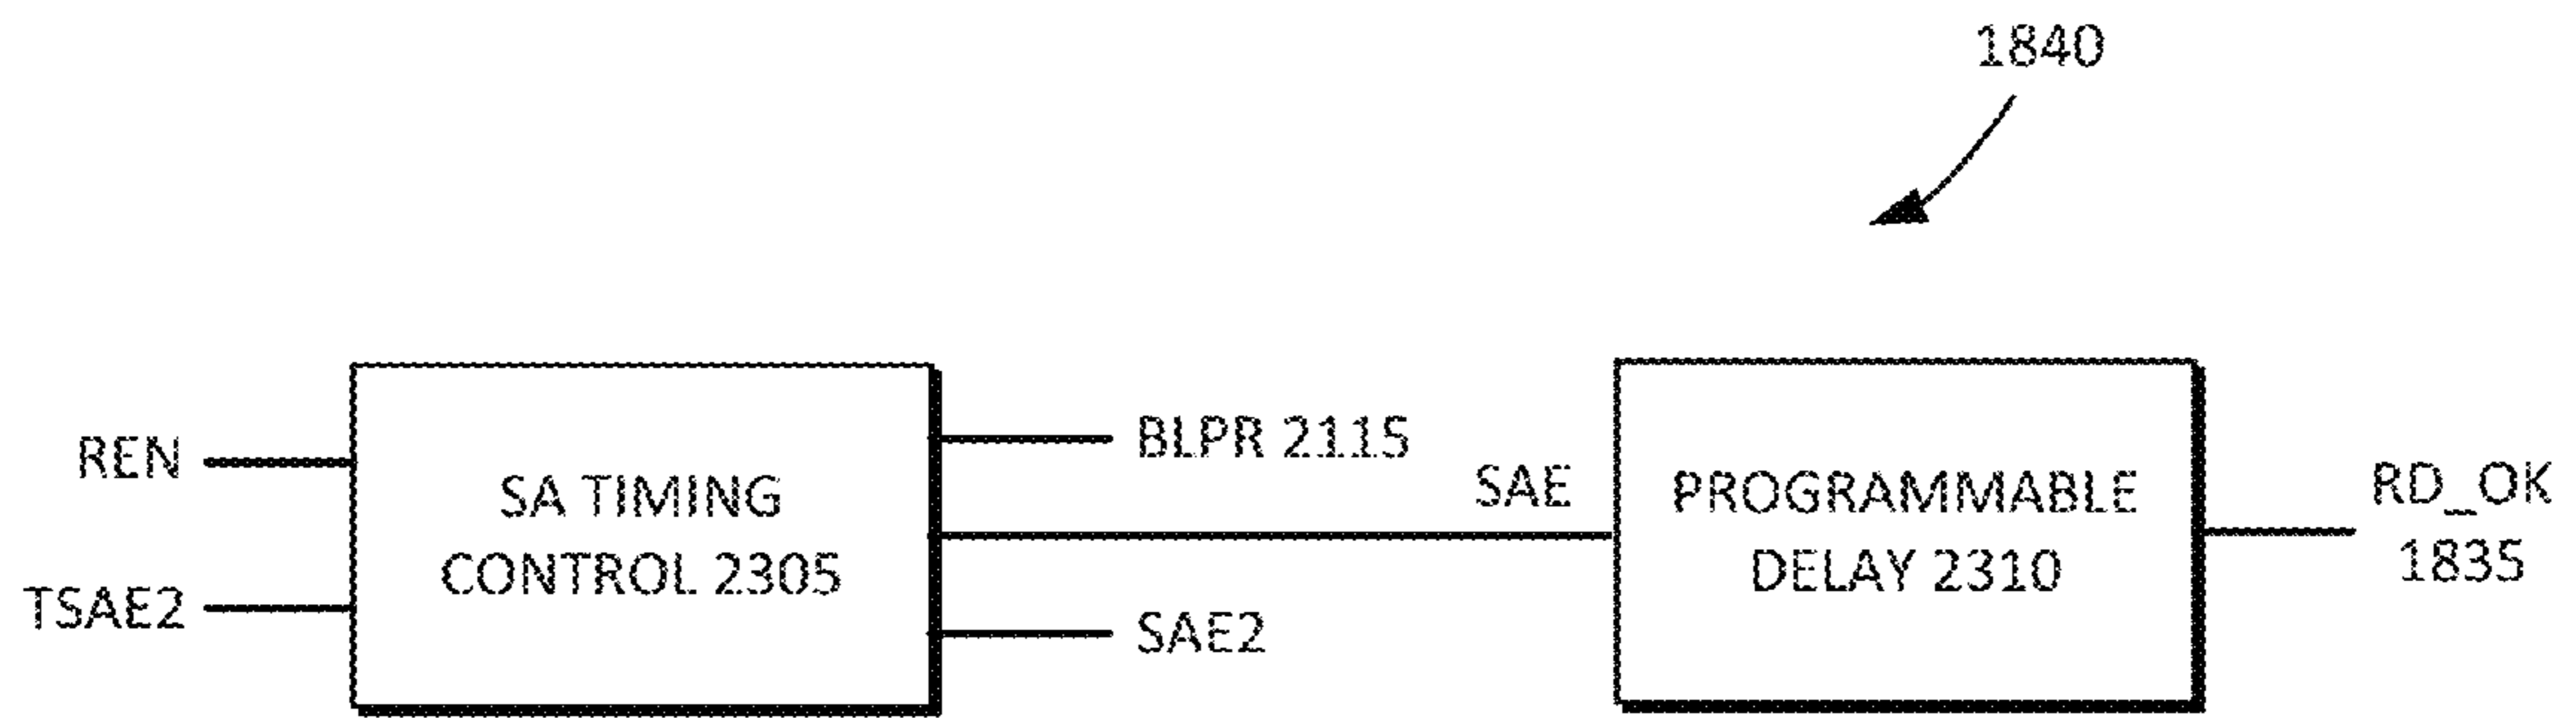 1840
REN
TSAE2
SA TIMING
CONTROL 2305
BLPR 2115
SAE
SAE2
PROGRAMMABLE
DELAY 2310
RD_OK
1835